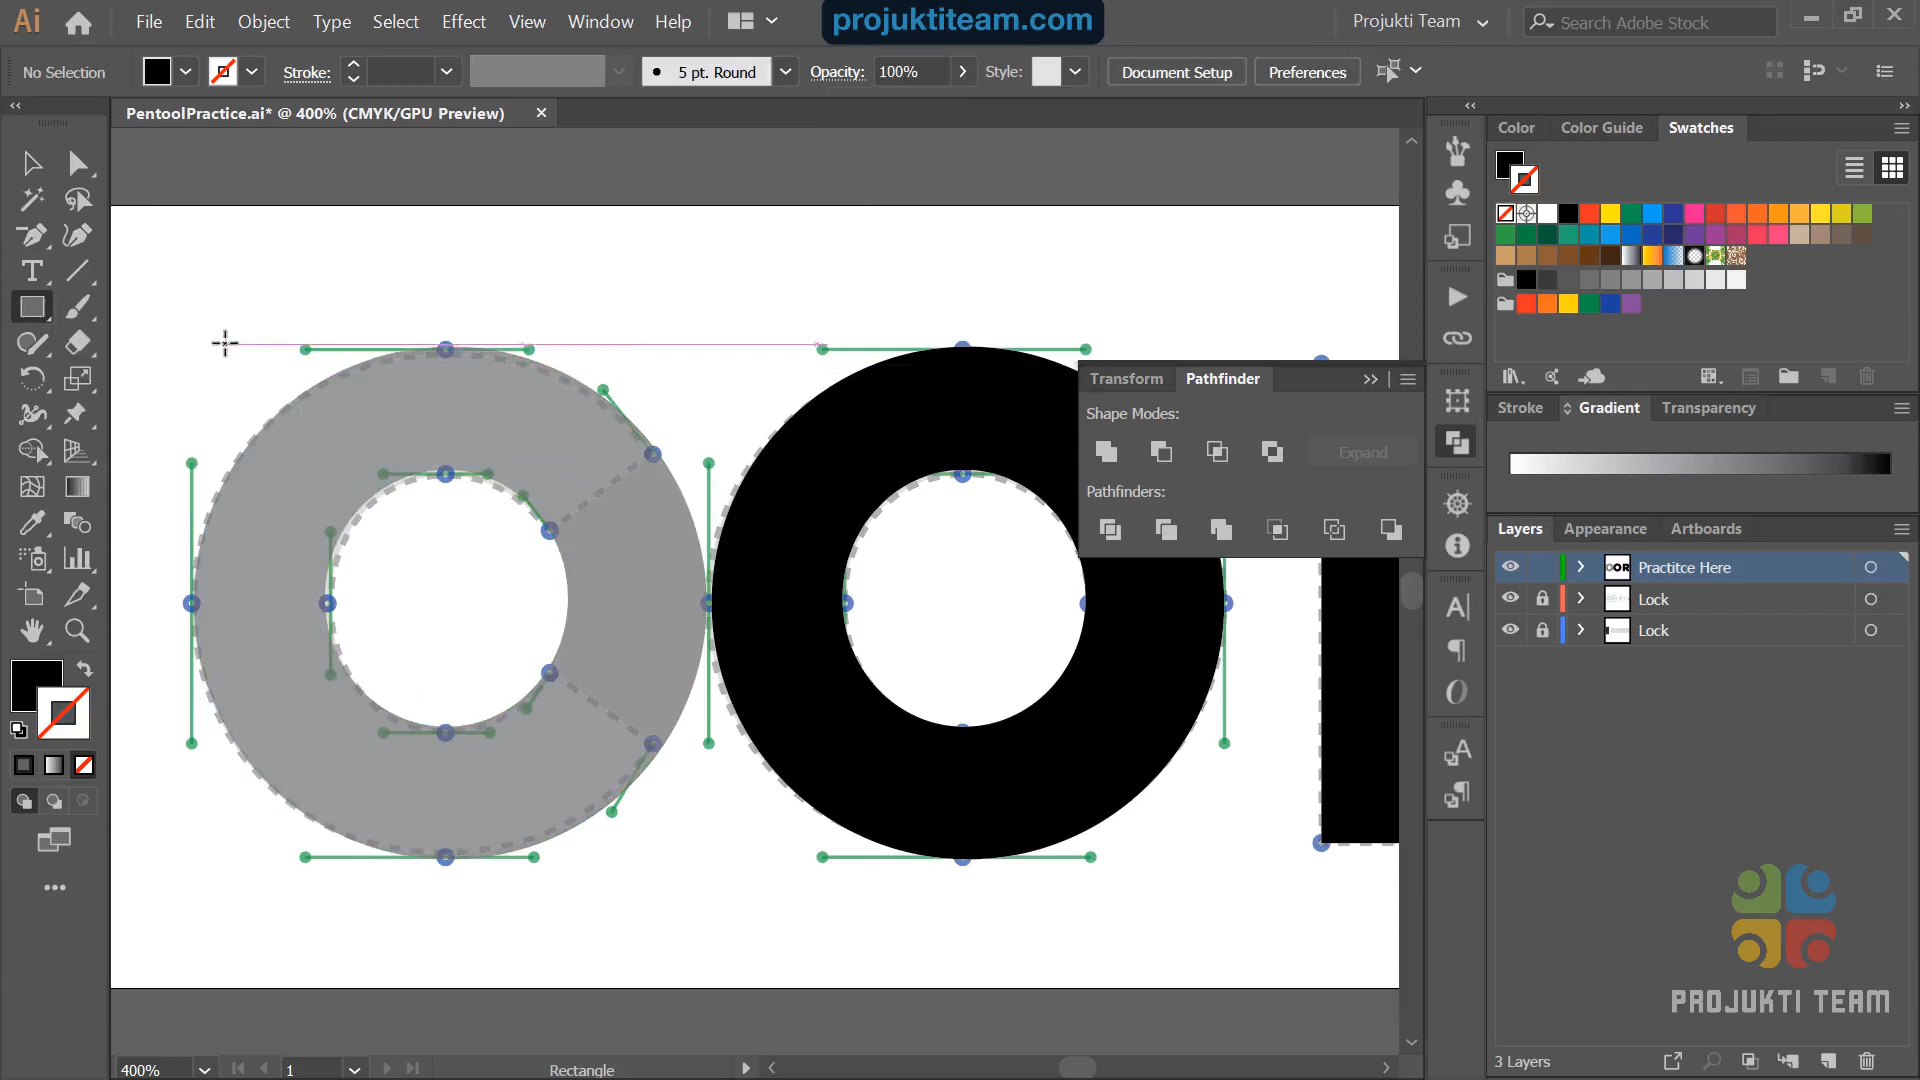 Ai
File Edit Object Type Select Effect View Window Help
projuktiteam.com
Projukti Team
Search Adobe Stock
No Selection
Stroke:
5 pt. Round
Opacity: 100%
Style:
Document Setup
Preferences
PentoolPractice.ai* @ 400% (CMYK/GPU Preview)
Color Color Guide Swatches
Transform Pathfinder
Shape Modes:
Expand
Pathfinders:
Stroke Gradient Transparency
Layers Appearance Artboards
Practitce Here
Lock
Lock
PROJUKTI TEAM
3 Layers
400%
1
Rectangle